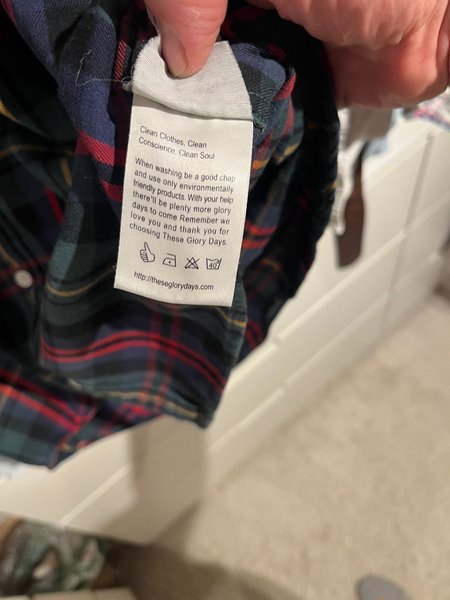 Clean Clothes, Clean
Conscience, Clean Soul
When washing be a good chap
and use only environmentally
friendly products. With your help
there'll be plenty more glory
days to come Remember we
love you and thank you for
choosing These Glory Days
40
http://theseglorydays.com